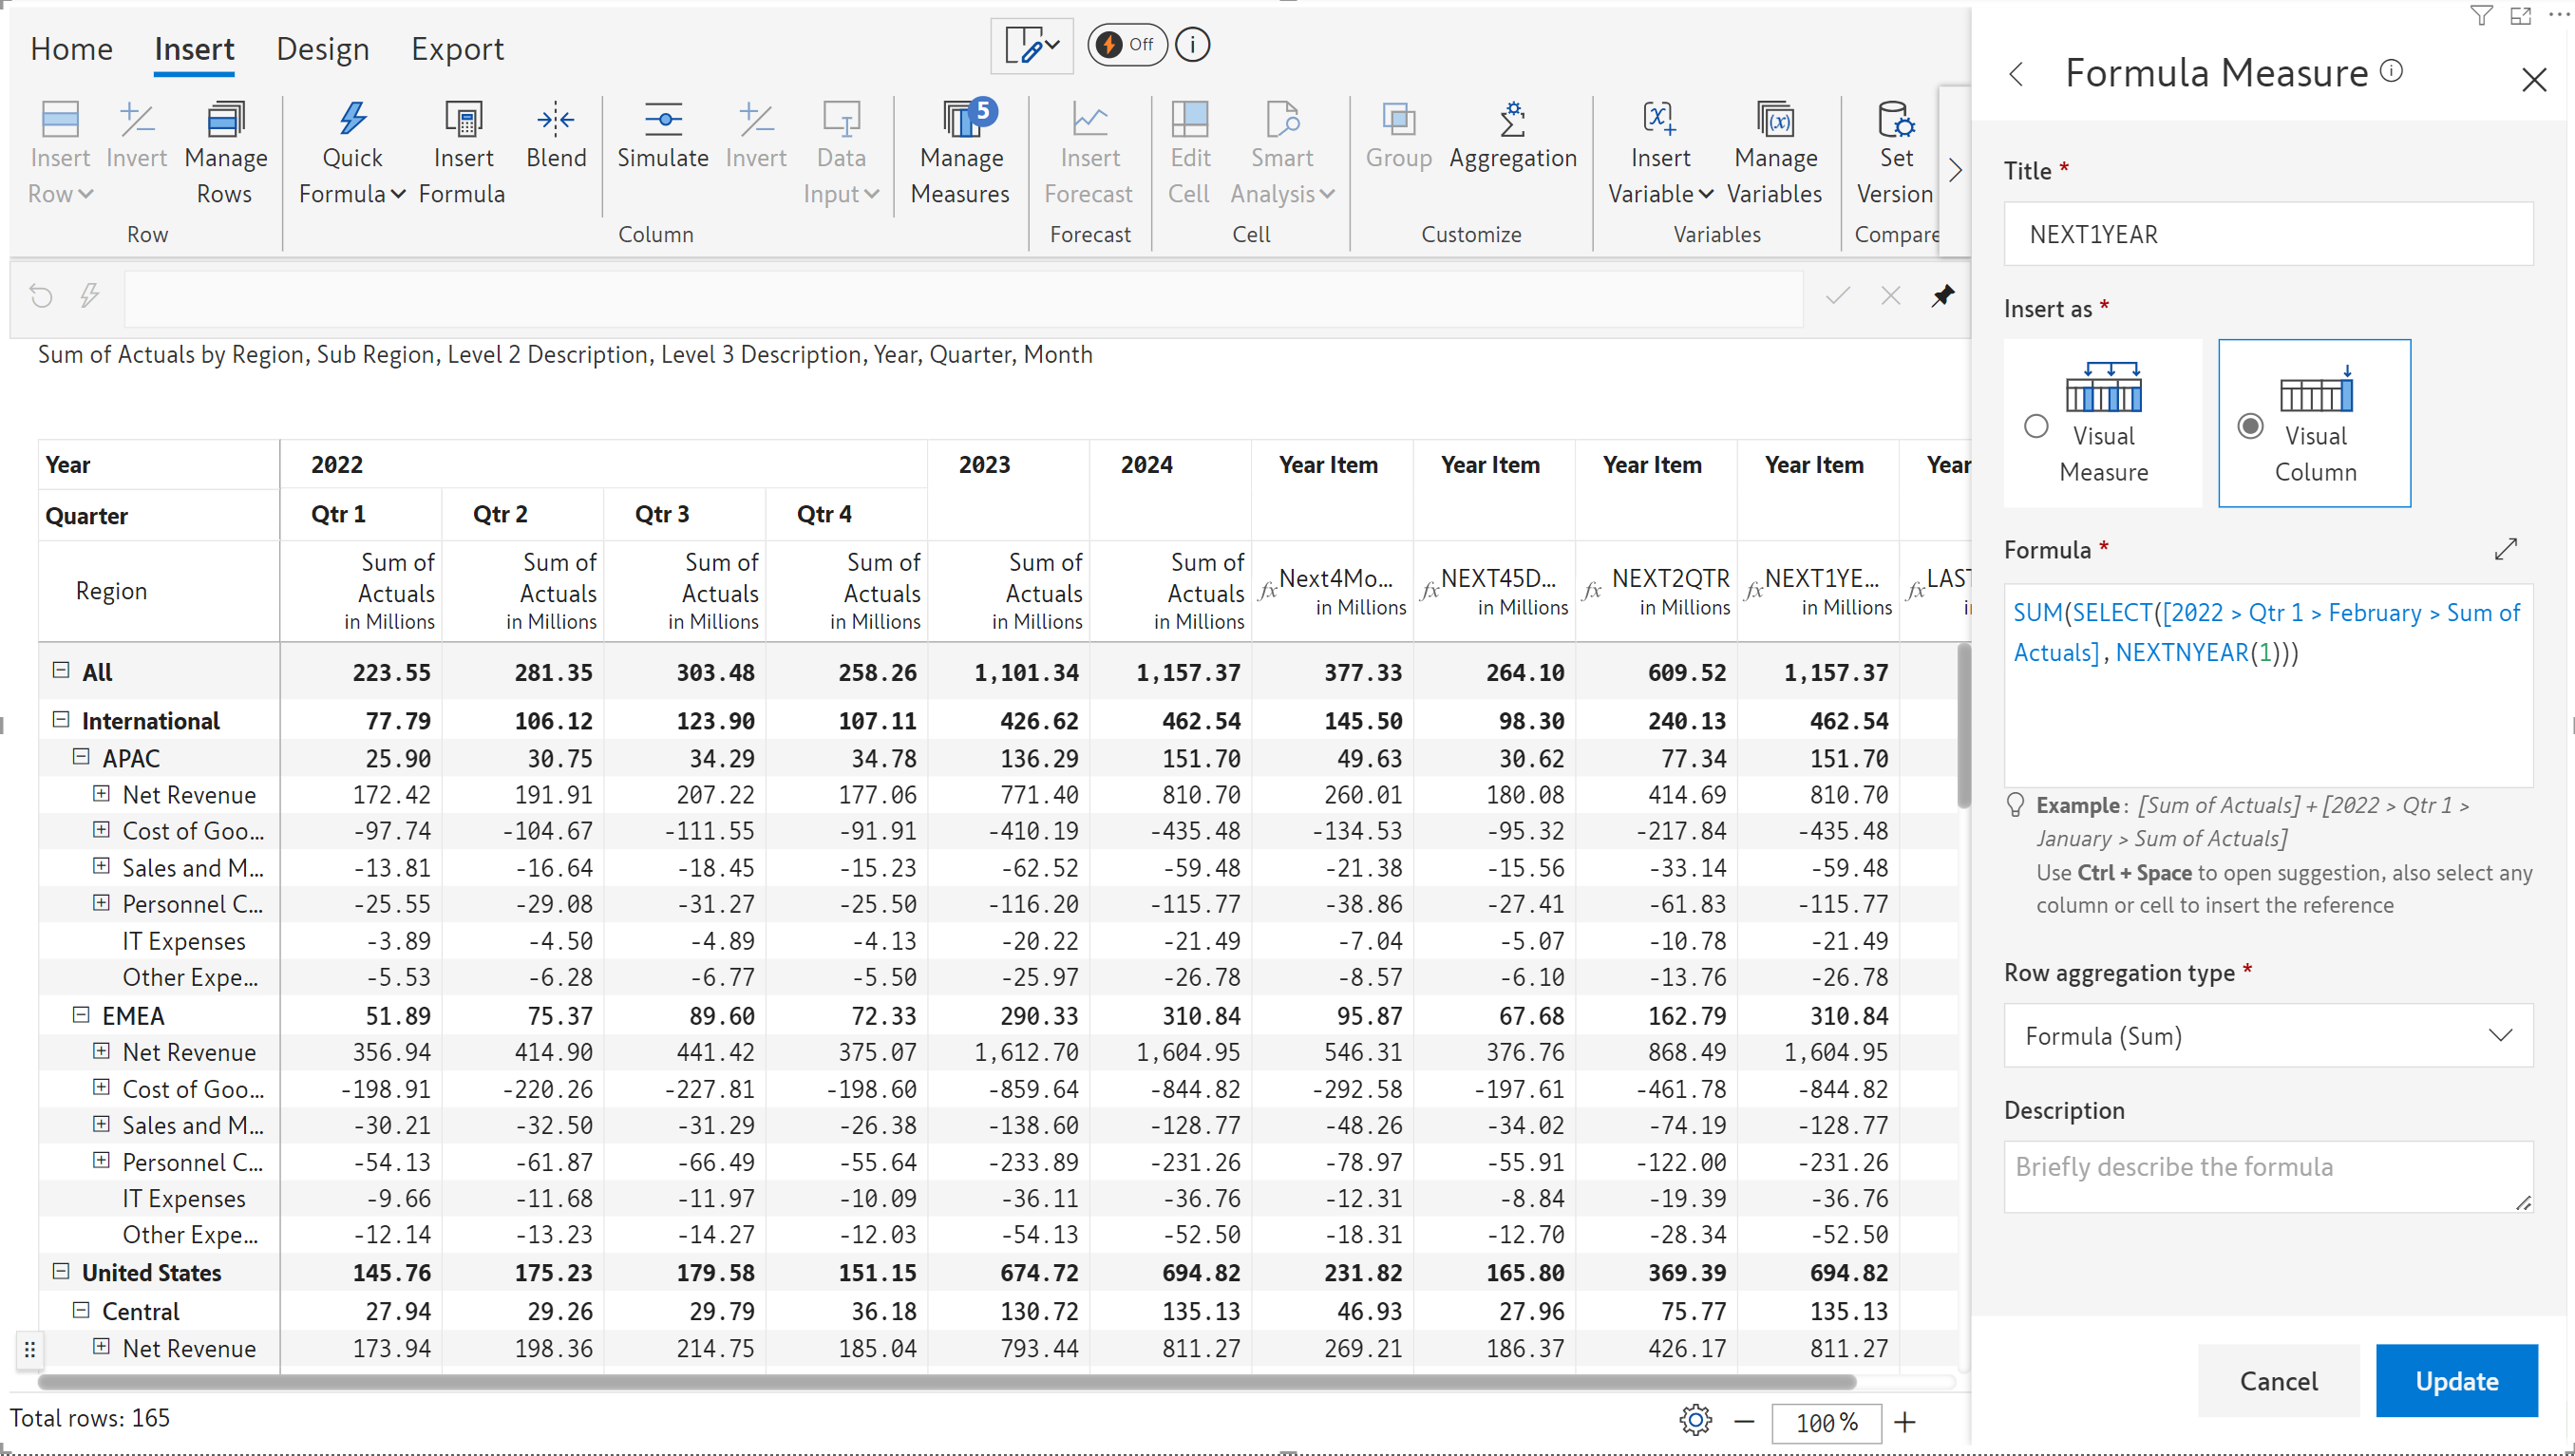 Home Insert Design Export Off
Insert Row Invert Manage Rows Quick Formula Insert Formula Blend Simulate Invert Data Input Manage Measures 5 Insert Forecast Edit Cell Smart Analysis Group Aggregation Insert Variable Manage Variables Set Version
Row Column Forecast Cell Customize Variables Compare
Sum of Actuals by Region, Sub Region, Level 2 Description, Level 3 Description, Year, Quarter, Month
Year 2022 2023 2024 Year Item Year Item Year Item Year Item Year
Quarter Qtr 1 Qtr 2 Qtr 3 Qtr 4
Region Sum of Actuals in Millions Sum of Actuals in Millions Sum of Actuals in Millions Sum of Actuals in Millions Sum of Actuals in Millions Sum of Actuals in Millions fx Next4Mo... in Millions fx NEXT45D... in Millions fx NEXT2QTR in Millions fx NEXT1YE... in Millions fx LAST
All 223.55 281.35 303.48 258.26 1,101.34 1,157.37 377.33 264.10 609.52 1,157.37
International 77.79 106.12 123.90 107.11 426.62 462.54 145.50 98.30 240.13 462.54
APAC 25.90 30.75 34.29 34.78 136.29 151.70 49.63 30.62 77.34 151.70
Net Revenue 172.42 191.91 207.22 177.06 771.40 810.70 260.01 180.08 414.69 810.70
Cost of Goo... -97.74 -104.67 -111.55 -91.91 -410.19 -435.48 -134.53 -95.32 -217.84 -435.48
Sales and M... -13.81 -16.64 -18.45 -15.23 -62.52 -59.48 -21.38 -15.56 -33.14 -59.48
Personnel C... -25.55 -29.08 -31.27 -25.50 -116.20 -115.77 -38.86 -27.41 -61.83 -115.77
IT Expenses -3.89 -4.50 -4.89 -4.13 -20.22 -21.49 -7.04 -5.07 -10.78 -21.49
Other Expe... -5.53 -6.28 -6.77 -5.50 -25.97 -26.78 -8.57 -6.10 -13.76 -26.78
EMEA 51.89 75.37 89.60 72.33 290.33 310.84 95.87 67.68 162.79 310.84
Net Revenue 356.94 414.90 441.42 375.07 1,612.70 1,604.95 546.31 376.76 868.49 1,604.95
Cost of Goo... -198.91 -220.26 -227.81 -198.60 -859.64 -844.82 -292.58 -197.61 -461.78 -844.82
Sales and M... -30.21 -32.50 -31.29 -26.38 -138.60 -128.77 -48.26 -34.02 -74.19 -128.77
Personnel C... -54.13 -61.87 -66.49 -55.64 -233.89 -231.26 -78.97 -55.91 -122.00 -231.26
IT Expenses -9.66 -11.68 -11.97 -10.09 -36.11 -36.76 -12.31 -8.84 -19.39 -36.76
Other Expe... -12.14 -13.23 -14.27 -12.03 -54.13 -52.50 -18.31 -12.70 -28.34 -52.50
United States 145.76 175.23 179.58 151.15 674.72 694.82 231.82 165.80 369.39 694.82
Central 27.94 29.26 29.79 36.18 130.72 135.13 46.93 27.96 75.77 135.13
Net Revenue 173.94 198.36 214.75 185.04 793.44 811.27 269.21 186.37 426.17 811.27
Total rows: 165
100 %
Formula Measure
Title *
NEXT1YEAR
Insert as *
Visual Measure
Visual Column
Formula *
SUM(SELECT([2022 > Qtr 1 > February > Sum of
Actuals] , NEXTNYEAR(1)))
Example : [Sum of Actuals] + [2022 > Qtr 1 >
January > Sum of Actuals]
Use Ctrl + Space to open suggestion, also select any
column or cell to insert the reference
Row aggregation type *
Formula (Sum)
Description
Briefly describe the formula
Cancel Update